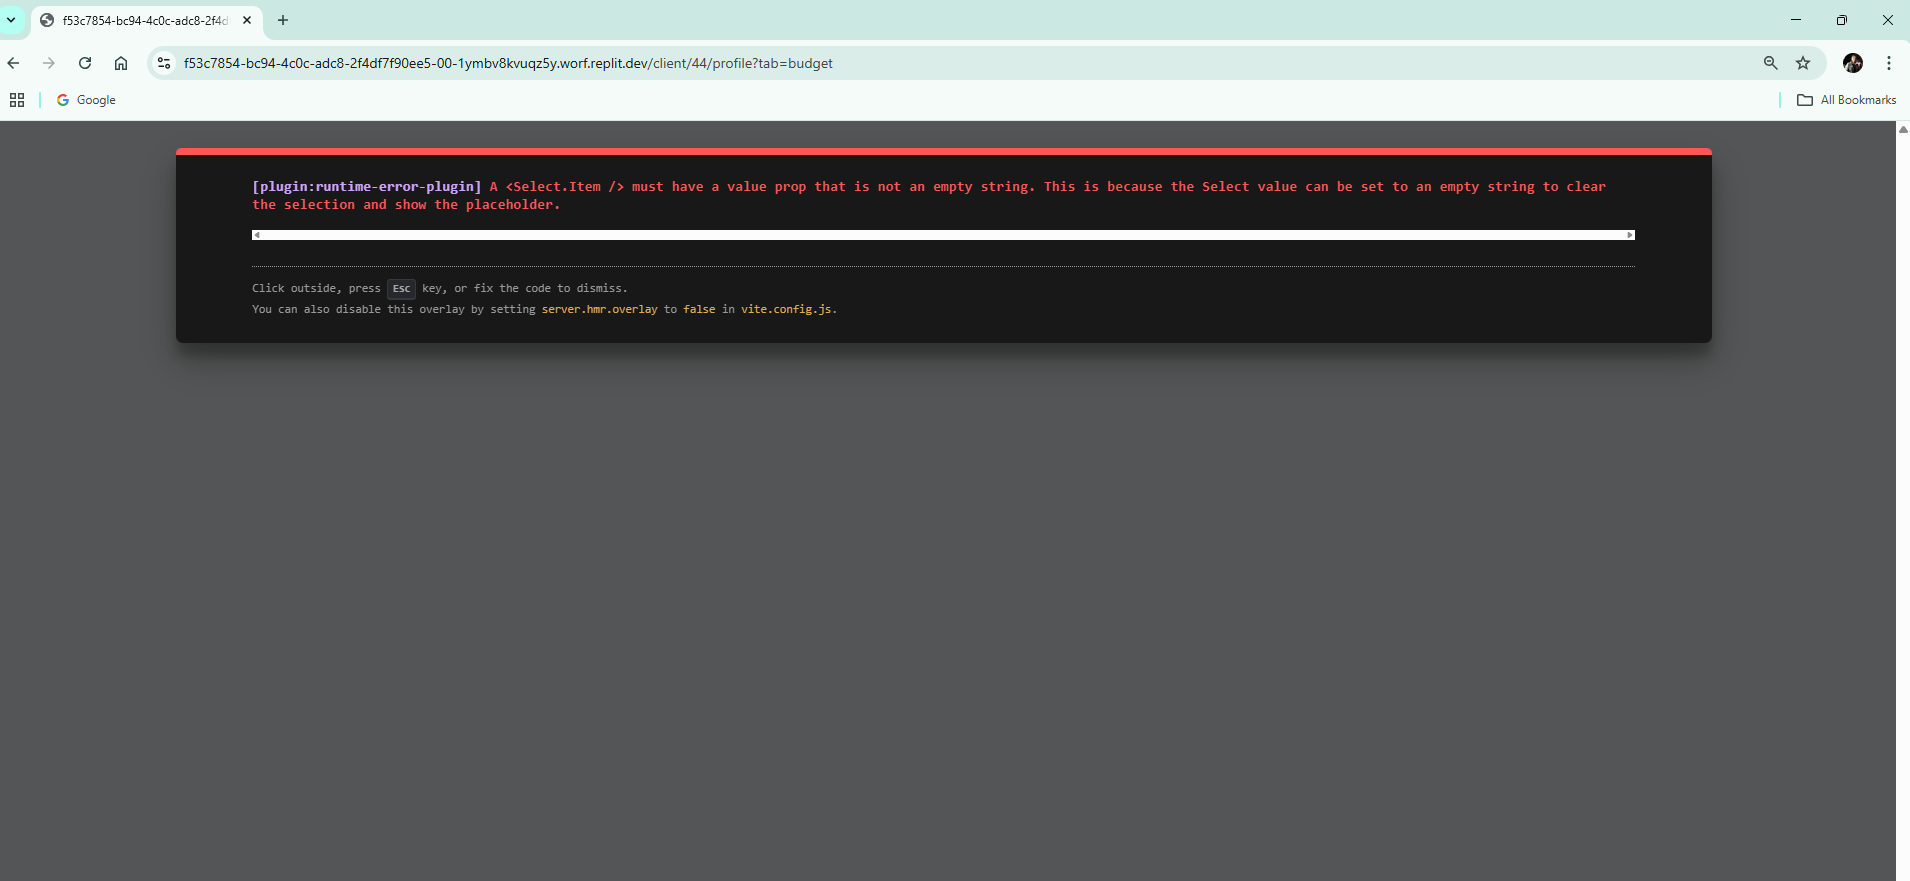 f53c7854-bc94-4c0c-adc8-2f4d
f53c7854-bc94-4c0c-adc8-2f4df7f90ee5-00-1ymbv8kvuqz5y.worf.replit.dev/client/44/profile?tab=budget
Google
All Bookmarks
[plugin:runtime-error-plugin] A <Select.Item /> must have a value prop that is not an empty string. This is because the Select value can be set to an empty string to clear
the selection and show the placeholder.
Click outside, press Esc key, or fix the code to dismiss.
You can also disable this overlay by setting server.hmr.overlay to false in vite.config.js.